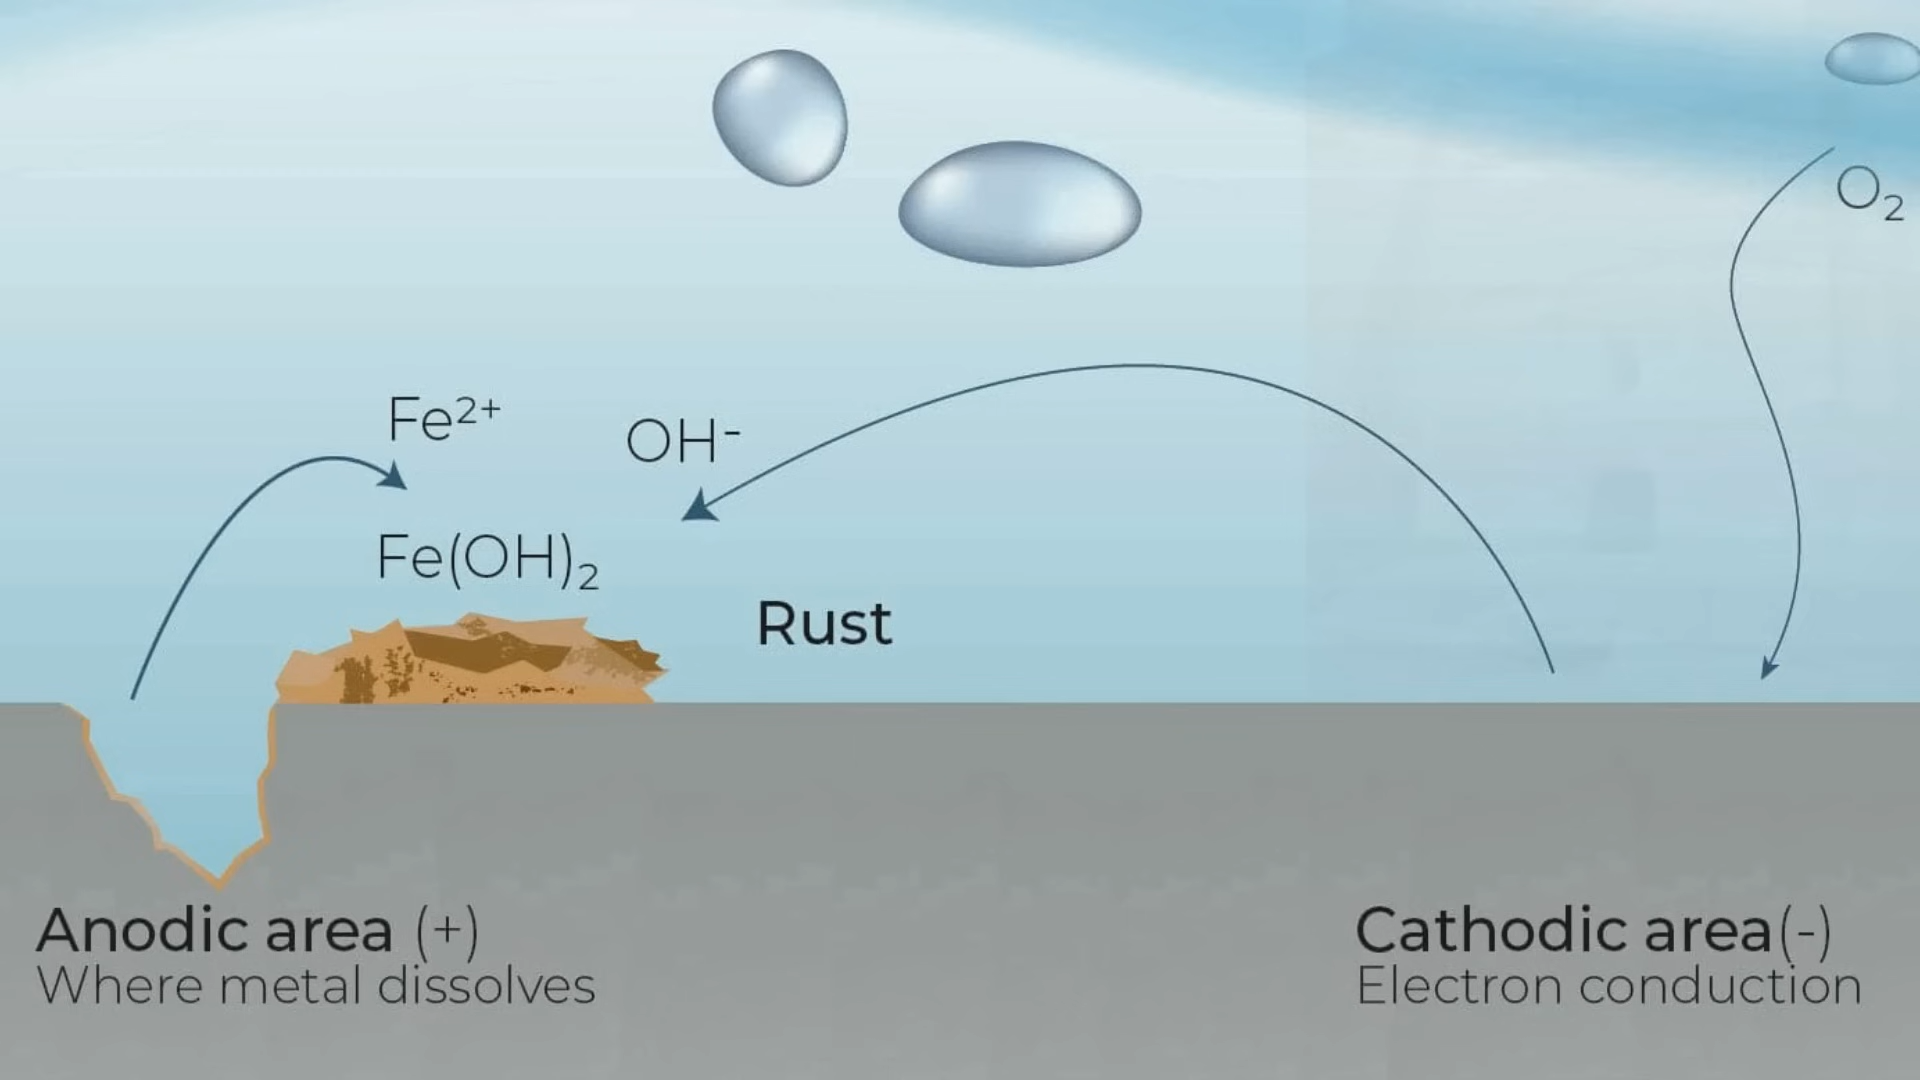 O₂
Fe²⁺
OH⁻
Fe(OH)₂
Rust
Anodic area (+)
Where metal dissolves
Cathodic area(-)
Electron conduction